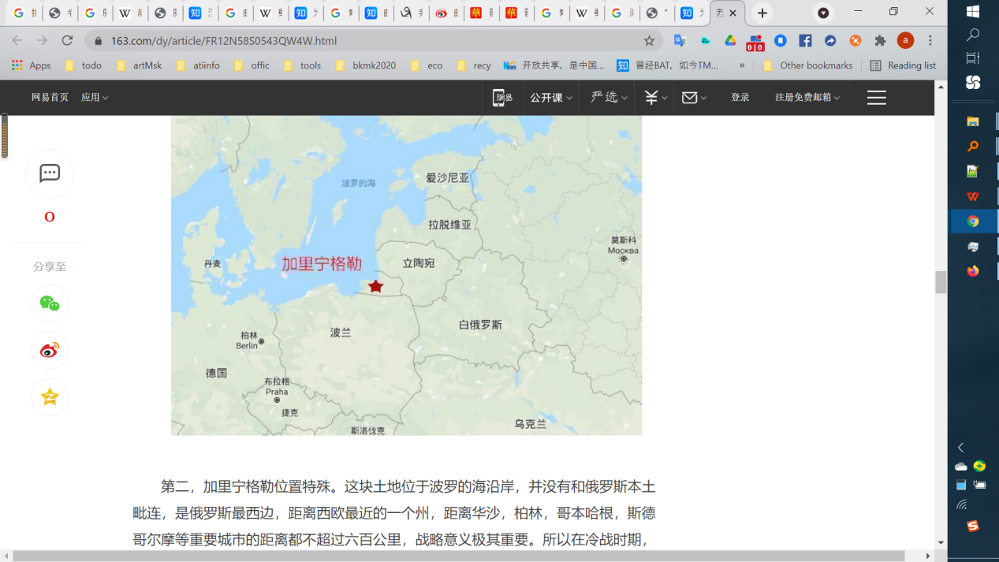 163.com/dy/article/FR12N58S0543QW4W.html
Apps todo artMsk atiinfo offic tools bkmk2020 eco recy 开放共享，是中国... 曾经BAT，如今TM... » Other bookmarks Reading list
网易首页 应用 公开课 严选 登录 注册免费邮箱
0
分享至
波罗的海
爱沙尼亚
拉脱维亚
莫斯科
Москва
丹麦
加里宁格勒
立陶宛
白俄罗斯
波兰
柏林
Berlin
德国
布拉格
Praha
捷克
乌克兰
斯洛伐克
第二，加里宁格勒位置特殊。这块土地位于波罗的海沿岸，并没有和俄罗斯本土
毗连，是俄罗斯最西边，距离西欧最近的一个州，距离华沙，柏林，哥本哈根，斯德
哥尔摩等重要城市的距离都不超过六百公里，战略意义极其重要。所以在冷战时期，